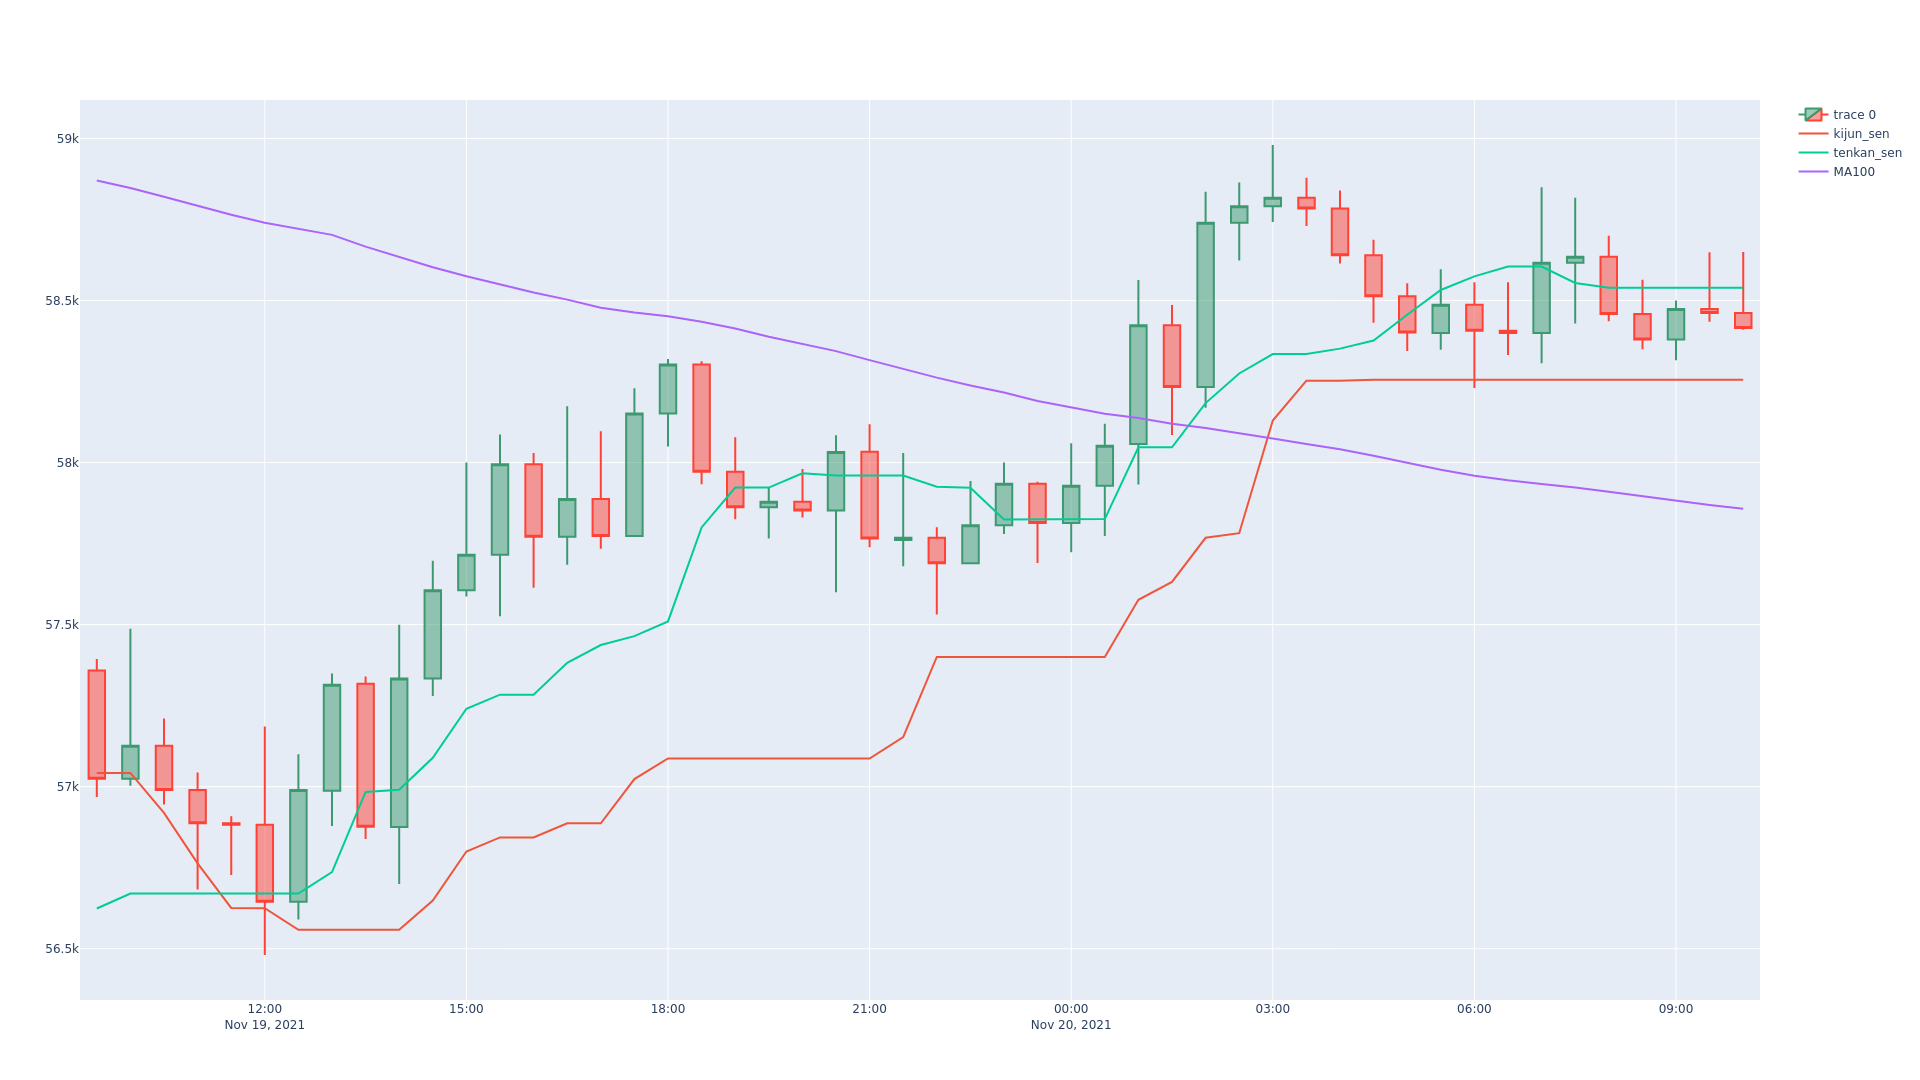 59k
58.5k
58k
57.5k
57k
56.5k
12:00
Nov 19, 2021
15:00
18:00
21:00
00:00
Nov 20, 2021
03:00
06:00
09:00
trace 0
kijun_sen
tenkan_sen
MA100